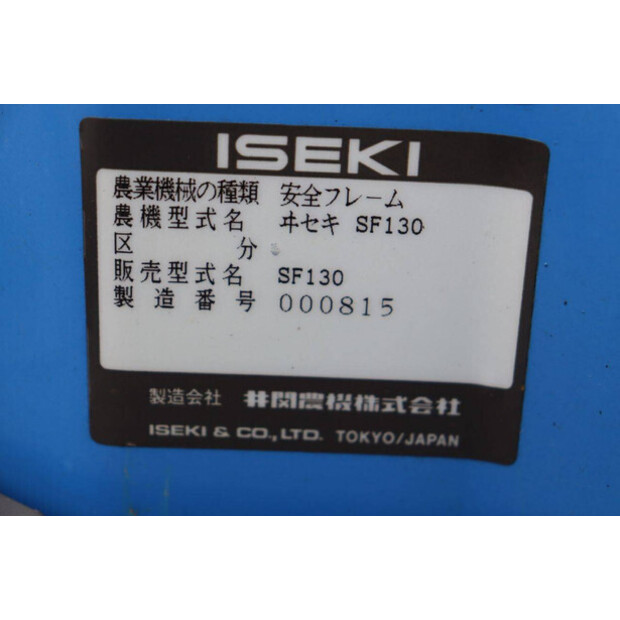 ISEKI
農業機械の種類 安全フレーム
農機型式名 ヰセキ SF130
区分
販売型式名 SF130
製造番号 000815
製造会社 井関農機株式会社
ISEKI & CO., LTD. TOKYO/JAPAN